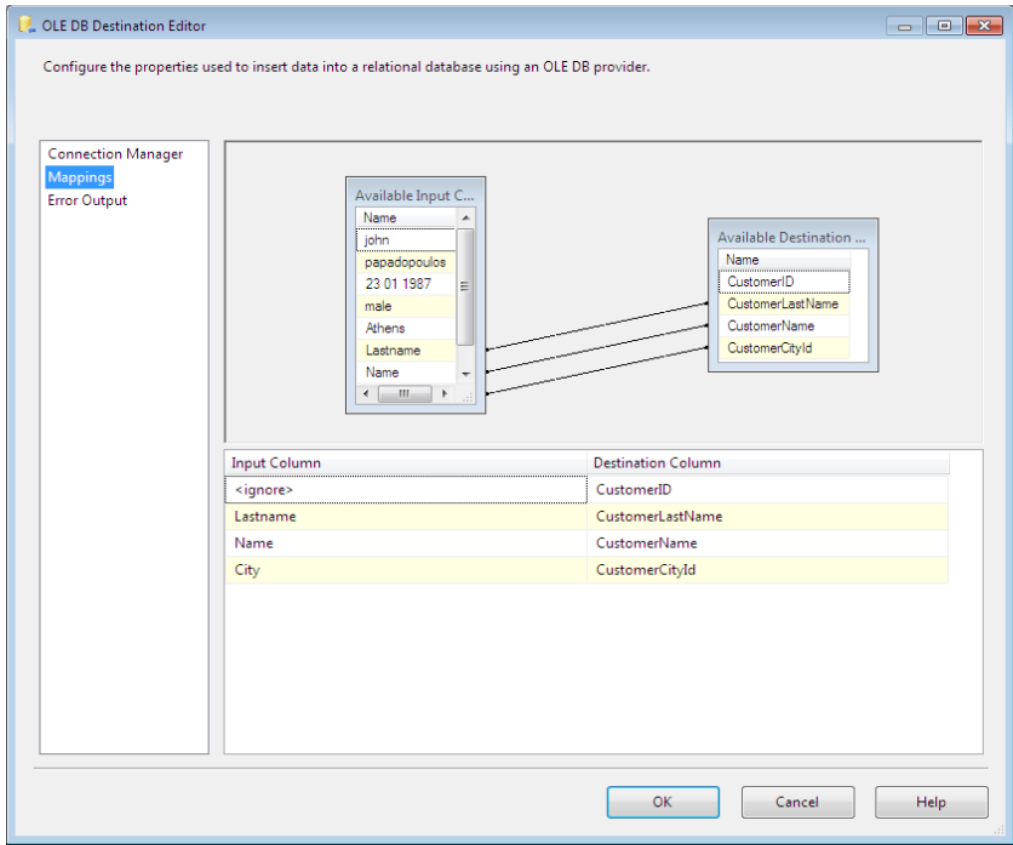 OLE DB Destination Editor
Configure the properties used to insert data into a relational database using an OLE DB provider.
Connection Manager
Mappings
Error Output
Available Input C...
Name
john
papadopoulos
23 01 1987
male
Athens
Lastname
Name
Available Destination ...
Name
CustomerID
CustomerLastName
CustomerName
CustomerCityId
Input Column Destination Column
<ignore> CustomerID
Lastname CustomerLastName
Name CustomerName
City CustomerCityId
OK Cancel Help